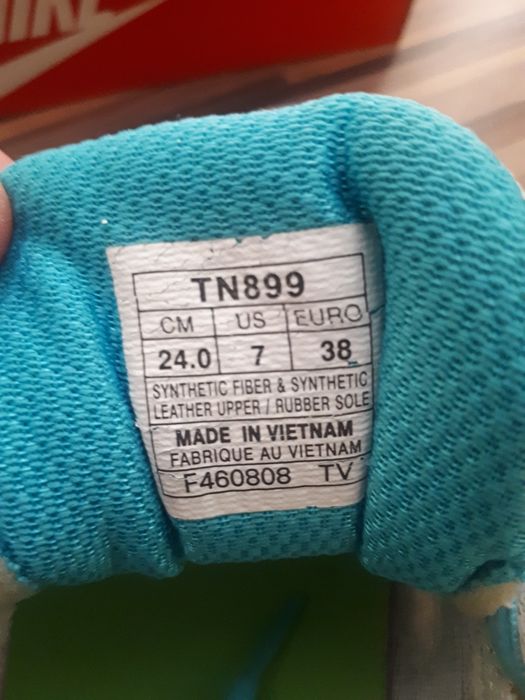 NIKE
TN899
CM US EURO
24.0 7 38
SYNTHETIC FIBER & SYNTHETIC
LEATHER UPPER / RUBBER SOLE
MADE IN VIETNAM
FABRIQUE AU VIETNAM
F460808 TV